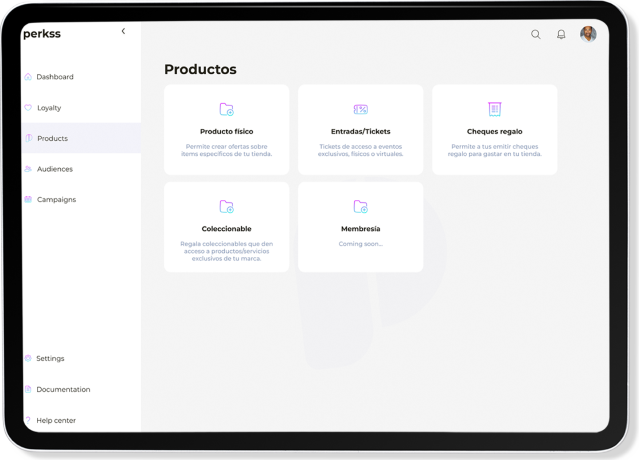 perkss
Dashboard
Loyalty
Products
Audiences
Campaigns
Settings
Documentation
Help center
Productos
Producto físico
Permite crear ofertas sobre
ítems específicos de tu tienda.
Entradas/Tickets
Tickets de acceso a eventos
exclusivos, físicos o virtuales.
Cheques regalo
Permite a tus emitir cheques
regalo para gastar en tu tienda.
Coleccionable
Regala coleccionables que den
acceso a productos/servicios
exclusivos de tu marca.
Membresía
Coming soon...